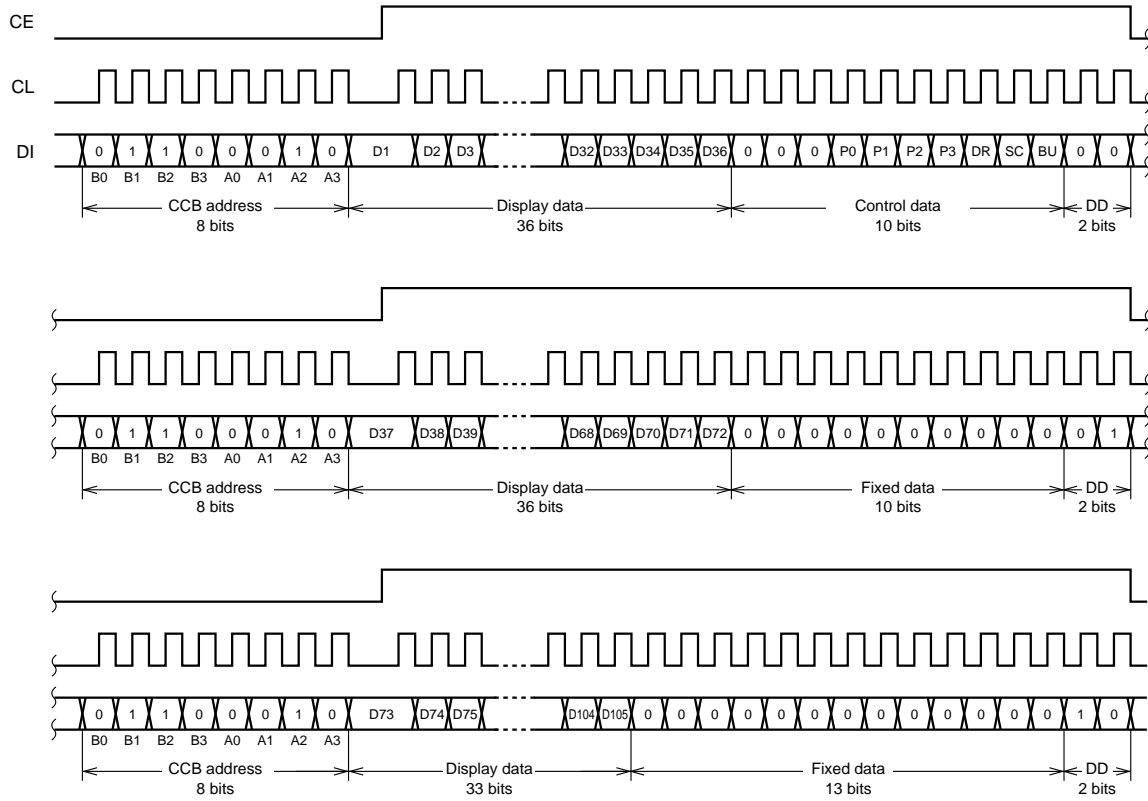 CE
CL
DI 0 1 1 0 0 0 1 0 D1 D2 D3 D32 D33 D34 D35 D36 0 0 0 P0 P1 P2 P3 DR SC BU 0 0
B0 B1 B2 B3 A0 A1 A2 A3
CCB address Display data Control data DD
8 bits 36 bits 10 bits 2 bits
0 1 1 0 0 0 1 0 D37 D38 D39 D68 D69 D70 D71 D72 0 0 0 0 0 0 0 0 0 0 0 1
B0 B1 B2 B3 A0 A1 A2 A3
CCB address Display data Fixed data DD
8 bits 36 bits 10 bits 2 bits
0 1 1 0 0 0 1 0 D73 D74 D75 D104 D105 0 0 0 0 0 0 0 0 0 0 0 0 0 1 0
B0 B1 B2 B3 A0 A1 A2 A3
CCB address Display data Fixed data DD
8 bits 33 bits 13 bits 2 bits